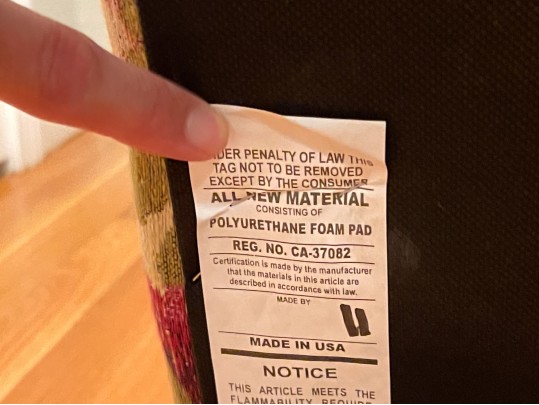 UNDER PENALTY OF LAW THIS
TAG NOT TO BE REMOVED
EXCEPT BY THE CONSUMER
ALL NEW MATERIAL
CONSISTING OF
POLYURETHANE FOAM PAD
REG. NO. CA-37082
Certification is made by the manufacturer
that the materials in this article are
described in accordance with law.
MADE BY
MADE IN USA
NOTICE
THIS ARTICLE MEETS THE
FLAMMABILITY REQUIRE